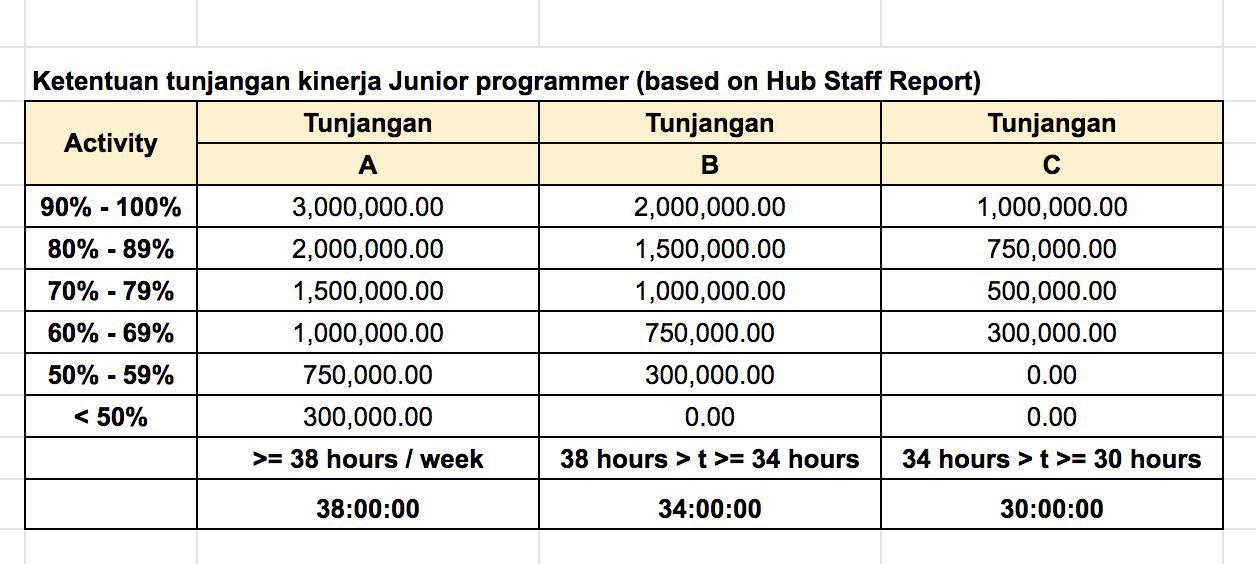 Ketentuan tunjangan kinerja Junior programmer (based on Hub Staff Report)
Activity Tunjangan Tunjangan Tunjangan
A B C
90% - 100% 3,000,000.00 2,000,000.00 1,000,000.00
80% - 89% 2,000,000.00 1,500,000.00 750,000.00
70% - 79% 1,500,000.00 1,000,000.00 500,000.00
60% - 69% 1,000,000.00 750,000.00 300,000.00
50% - 59% 750,000.00 300,000.00 0.00
< 50% 300,000.00 0.00 0.00
>= 38 hours / week 38 hours > t >= 34 hours 34 hours > t >= 30 hours
38:00:00 34:00:00 30:00:00